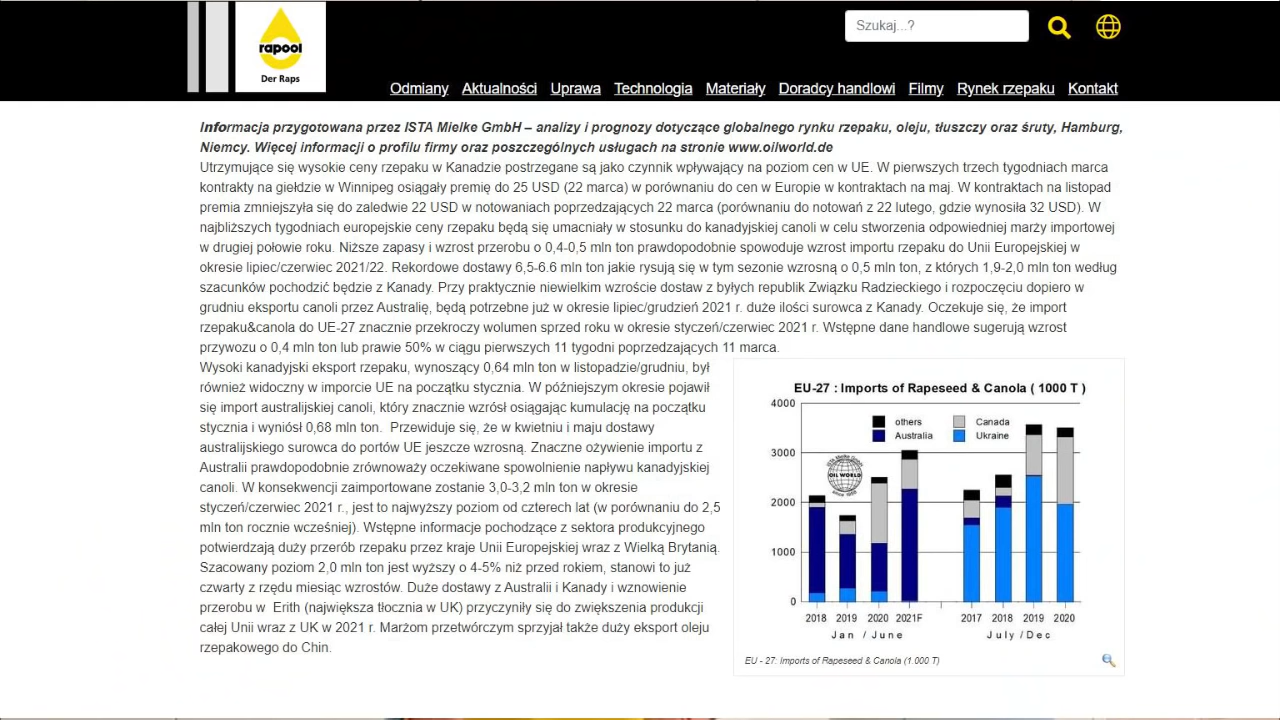 rapool
Der Raps
Szukaj...?
Odmiany Aktualności Uprawa Technologia Materiały Doradcy handlowi Filmy Rynek rzepaku Kontakt
Informacja przygotowana przez ISTA Mielke GmbH – analizy i prognozy dotyczące globalnego rynku rzepaku, oleju, tłuszczy oraz śruty, Hamburg,
Niemcy. Więcej informacji o profilu firmy oraz poszczególnych usługach na stronie www.oilworld.de
Utrzymujące się wysokie ceny rzepaku w Kanadzie postrzegane są jako czynnik wpływający na poziom cen w UE. W pierwszych trzech tygodniach marca
kontrakty na giełdzie w Winnipeg osiągały premię do 25 USD (22 marca) w porównaniu do cen w Europie w kontraktach na maj. W kontraktach na listopad
premia zmniejszyła się do zaledwie 22 USD w notowaniach poprzedzających 22 marca (porównaniu do notowań z 22 lutego, gdzie wynosiła 32 USD). W
najbliższych tygodniach europejskie ceny rzepaku będą się umacniały w stosunku do kanadyjskiej canoli w celu stworzenia odpowiedniej marży importowej
w drugiej połowie roku. Niższe zapasy i wzrost przerobu o 0,4-0,5 mln ton prawdopodobnie spowoduje wzrost importu rzepaku do Unii Europejskiej w
okresie lipiec/czerwiec 2021/22. Rekordowe dostawy 6,5-6.6 mln ton jakie rysują się w tym sezonie wzrosną o 0,5 mln ton, z których 1,9-2,0 mln ton według
szacunków pochodzić będzie z Kanady. Przy praktycznie niewielkim wzroście dostaw z byłych republik Związku Radzieckiego i rozpoczęciu dopiero w
grudniu eksportu canoli przez Australię, będą potrzebne już w okresie lipiec/grudzień 2021 r. duże ilości surowca z Kanady. Oczekuje się, że import
rzepaku&canola do UE-27 znacznie przekroczy wolumen sprzed roku w okresie styczeń/czerwiec 2021 r. Wstępne dane handlowe sugerują wzrost
przywozu o 0,4 mln ton lub prawie 50% w ciągu pierwszych 11 tygodni poprzedzających 11 marca.
Wysoki kanadyjski eksport rzepaku, wynoszący 0,64 mln ton w listopadzie/grudniu, był
również widoczny w imporcie UE na początku stycznia. W późniejszym okresie pojawił
się import australijskiej canoli, który znacznie wzrósł osiągając kumulację na początku
stycznia i wyniósł 0,68 mln ton. Przewiduje się, że w kwietniu i maju dostawy
australijskiego surowca do portów UE jeszcze wzrosną. Znaczne ożywienie importu z
Australii prawdopodobnie zrównoważy oczekiwane spowolnienie napływu kanadyjskiej
canoli. W konsekwencji zaimportowane zostanie 3,0-3,2 mln ton w okresie
styczeń/czerwiec 2021 r., jest to najwyższy poziom od czterech lat (w porównaniu do 2,5
mln ton rocznie wcześniej). Wstępne informacje pochodzące z sektora produkcyjnego
potwierdzają duży przerób rzepaku przez kraje Unii Europejskiej wraz z Wielką Brytanią.
Szacowany poziom 2,0 mln ton jest wyższy o 4-5% niż przed rokiem, stanowi to już
czwarty z rzędu miesiąc wzrostów. Duże dostawy z Australii i Kanady i wznowienie
przerobu w Erith (największa tłocznia w UK) przyczyniły się do zwiększenia produkcji
całej Unii wraz z UK w 2021 r. Marżom przetwórczym sprzyjał także duży eksport oleju
rzepakowego do Chin.
EU-27 : Imports of Rapeseed & Canola ( 1000 T )
4000
3000
2000
1000
0
others Canada
Australia Ukraine
ISTA Mielke GmbH
OIL WORLD
since 1958
2018 2019 2020 2021F 2017 2018 2019 2020
Jan / June July / Dec
EU - 27: Imports of Rapeseed & Canola (1.000 T)